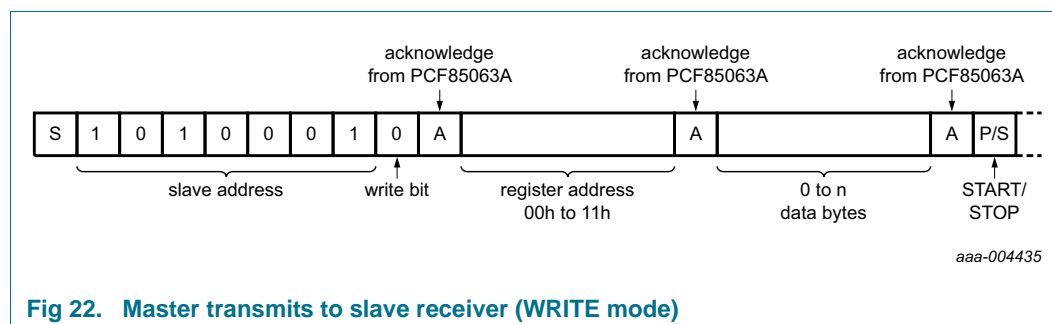 acknowledge acknowledge acknowledge
from PCF85063A from PCF85063A from PCF85063A
S 1 0 1 0 0 0 1 0 A A A P/S
slave address write bit register address 0 to n START/
00h to 11h data bytes STOP
aaa-004435
Fig 22. Master transmits to slave receiver (WRITE mode)